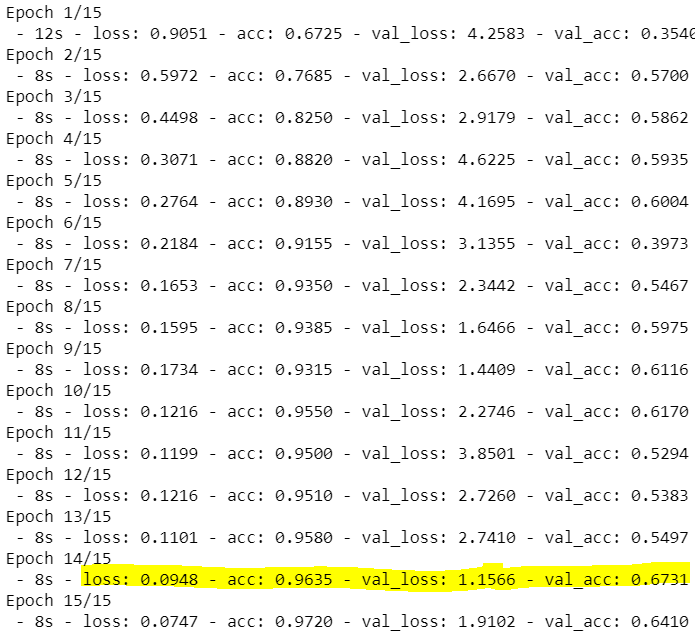 Epoch 1/15
- 12s - loss: 0.9051 - acc: 0.6725 - val_loss: 4.2583 - val_acc: 0.3540
Epoch 2/15
- 8s - loss: 0.5972 - acc: 0.7685 - val_loss: 2.6670 - val_acc: 0.5700
Epoch 3/15
- 8s - loss: 0.4498 - acc: 0.8250 - val_loss: 2.9179 - val_acc: 0.5862
Epoch 4/15
- 8s - loss: 0.3071 - acc: 0.8820 - val_loss: 4.6225 - val_acc: 0.5935
Epoch 5/15
- 8s - loss: 0.2764 - acc: 0.8930 - val_loss: 4.1695 - val_acc: 0.6004
Epoch 6/15
- 8s - loss: 0.2184 - acc: 0.9155 - val_loss: 3.1355 - val_acc: 0.3973
Epoch 7/15
- 8s - loss: 0.1653 - acc: 0.9350 - val_loss: 2.3442 - val_acc: 0.5467
Epoch 8/15
- 8s - loss: 0.1595 - acc: 0.9385 - val_loss: 1.6466 - val_acc: 0.5975
Epoch 9/15
- 8s - loss: 0.1734 - acc: 0.9315 - val_loss: 1.4409 - val_acc: 0.6116
Epoch 10/15
- 8s - loss: 0.1216 - acc: 0.9550 - val_loss: 2.2746 - val_acc: 0.6170
Epoch 11/15
- 8s - loss: 0.1199 - acc: 0.9500 - val_loss: 3.8501 - val_acc: 0.5294
Epoch 12/15
- 8s - loss: 0.1216 - acc: 0.9510 - val_loss: 2.7260 - val_acc: 0.5383
Epoch 13/15
- 8s - loss: 0.1101 - acc: 0.9580 - val_loss: 2.7410 - val_acc: 0.5497
Epoch 14/15
- 8s - loss: 0.0948 - acc: 0.9635 - val_loss: 1.1566 - val_acc: 0.6731
Epoch 15/15
- 8s - loss: 0.0747 - acc: 0.9720 - val_loss: 1.9102 - val_acc: 0.6410